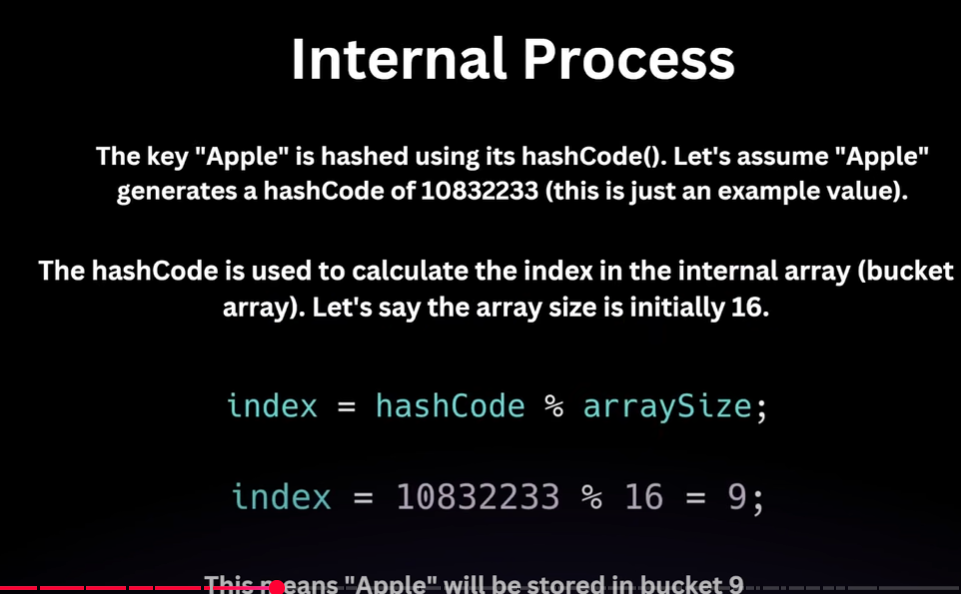 Internal Process
The key "Apple" is hashed using its hashCode(). Let's assume "Apple"
generates a hashCode of 10832233 (this is just an example value).
The hashCode is used to calculate the index in the internal array (bucket
array). Let's say the array size is initially 16.
index = hashCode % arraySize;
index = 10832233 % 16 = 9;
This means "Apple" will be stored in bucket 9